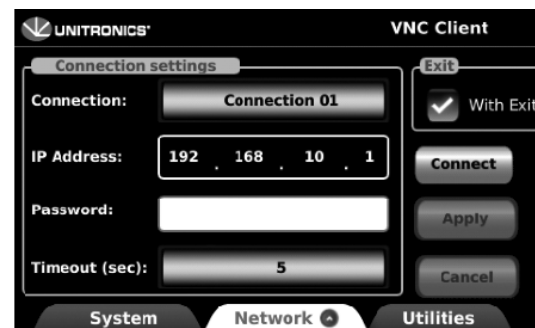 UNITRONICS
VNC Client
Connection settings
Connection:
Connection 01
IP Address:
192 . 168 . 10 . 1
Password:
Timeout (sec):
5
Exit
With Exit
Connect
Apply
Cancel
System
Network
Utilities